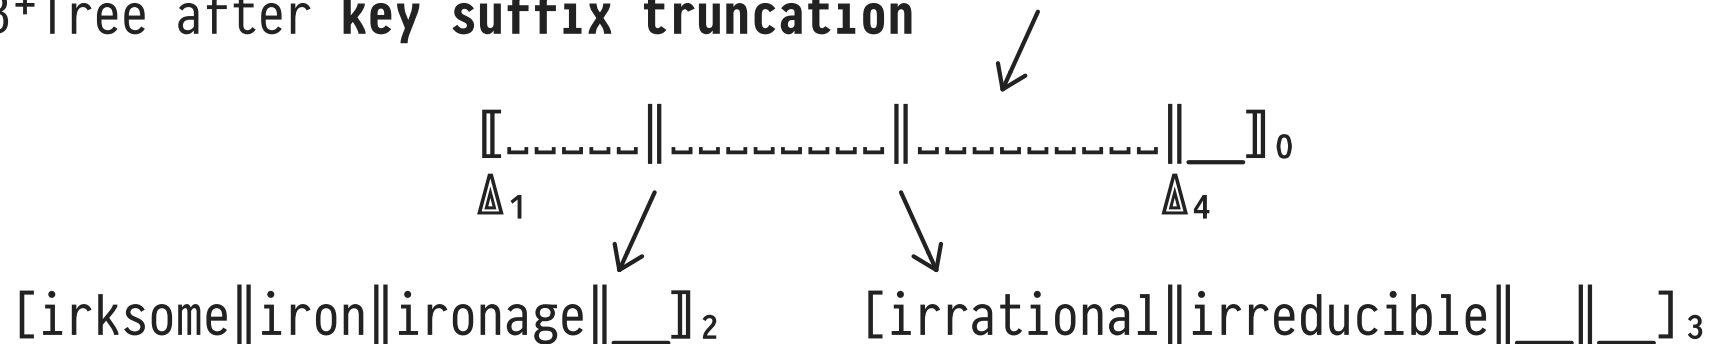 B⁺Tree after key suffix truncation
⟦␣␣␣␣␣‖␣␣␣␣␣␣␣␣‖␣␣␣␣␣␣␣␣␣‖__⟧₀
◬₁ ◬₄
[irksome‖iron‖ironage‖__⟧₂ [irrational‖irreducible‖__‖__]₃